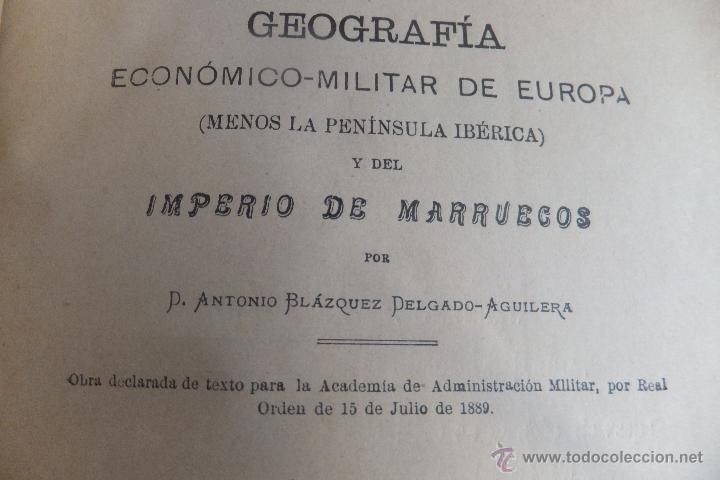 GEOGRAFÍA
ECONÓMICO-MILITAR DE EUROPA
(MENOS LA PENÍNSULA IBÉRICA)
Y DEL
IMPERIO DE MARRUECOS
POR
D. ANTONIO BLÁZQUEZ DELGADO-AGUILERA
Obra declarada de texto para la Academia de Administración MIlitar, por Real
Orden de 15 de Julio de 1889.
www.todocoleccion.net